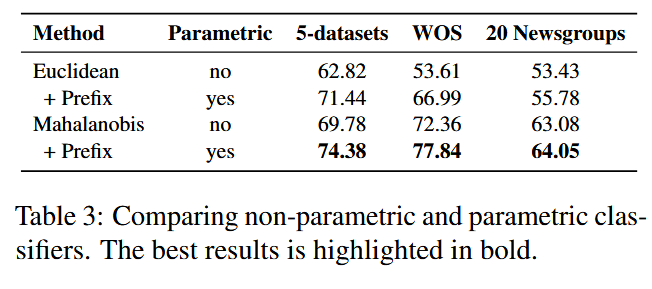 Method Parametric 5-datasets WOS 20 Newsgroups
Euclidean no 62.82 53.61 53.43
+ Prefix yes 71.44 66.99 55.78
Mahalanobis no 69.78 72.36 63.08
+ Prefix yes 74.38 77.84 64.05
Table 3: Comparing non-parametric and parametric clas-
sifiers. The best results is highlighted in bold.